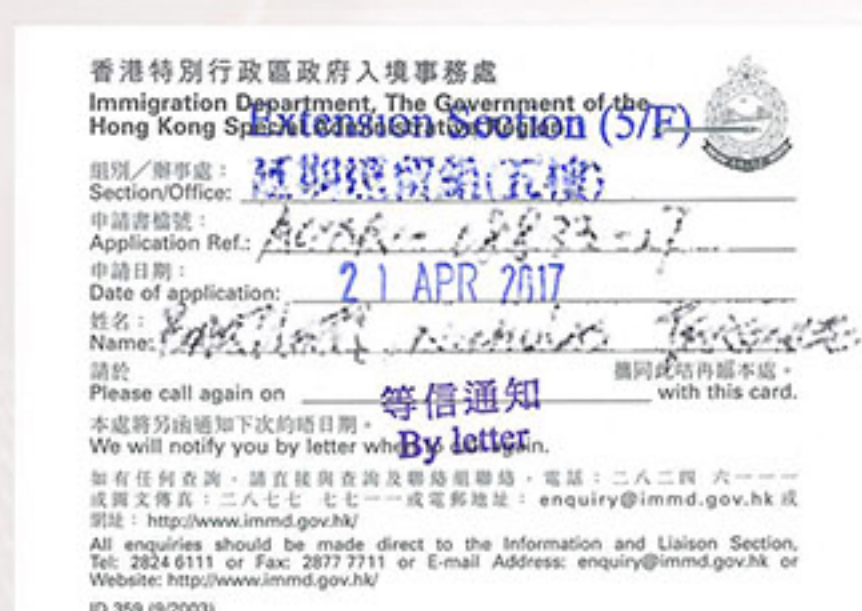 香港特別行政區政府入境事務處
Immigration Department, The Government of the
Hong Kong Special Administrative Region
Extension Section (5/F)
組別／辦事處：
Section/Office: 延期逗留組(五樓)
申請書檔號：
Application Ref.:
申請日期：
Date of application: 21 APR 2017
姓名：
Name:
請於 攜同此咭再臨本處。
Please call again on with this card.
等信通知
本處將另函通知下次約晤日期。
We will notify you by letter when to call again.
By letter
如有任何查詢，請直接與查詢及聯絡組聯絡，電話：二八二四 六一一一
或圖文傳真：二八七七 七七一一或電郵地址：enquiry@immd.gov.hk 或
網址：http://www.immd.gov.hk/
All enquiries should be made direct to the Information and Liaison Section,
Tel: 2824 6111 or Fax: 2877 7711 or E-mail Address: enquiry@immd.gov.hk or
Website: http://www.immd.gov.hk/
ID 359 (9/2003)